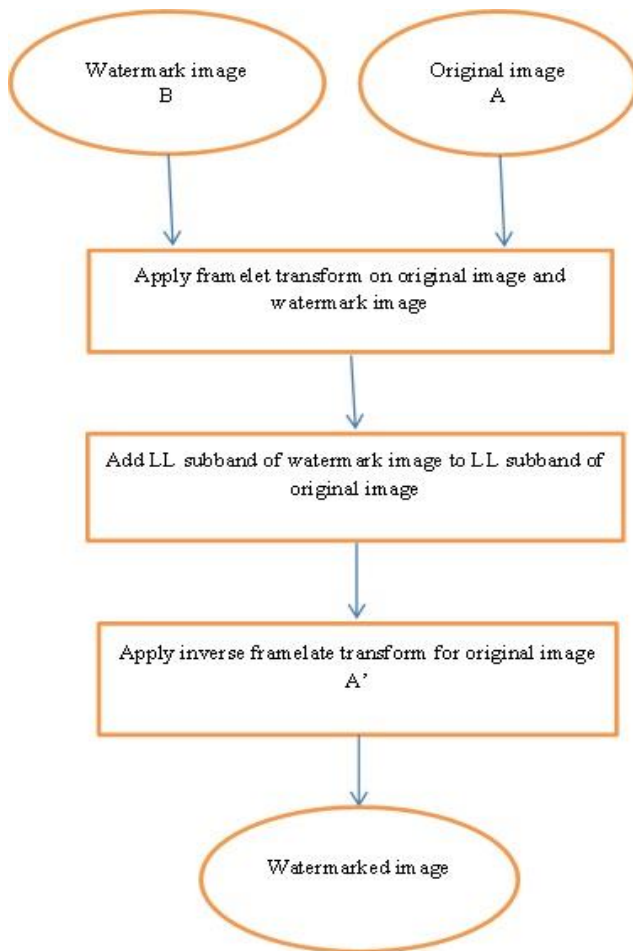 Watermark image
B
Original image
A
Apply framelet transform on original image and
watermark image
Add LL subband of watermark image to LL subband of
original image
Apply inverse framelate transform for original image
A’
Watermarked image